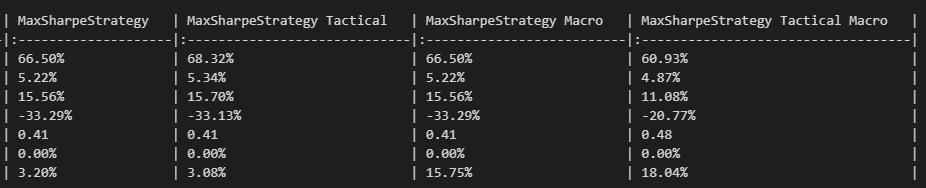 | MaxSharpeStrategy | MaxSharpeStrategy Tactical | MaxSharpeStrategy Macro | MaxSharpeStrategy Tactical Macro |
-|:--------------------|:-----------------------------|:--------------------------|:-----------------------------------|
| 66.50% | 68.32% | 66.50% | 60.93% |
| 5.22% | 5.34% | 5.22% | 4.87% |
| 15.56% | 15.70% | 15.56% | 11.08% |
| -33.29% | -33.13% | -33.29% | -20.77% |
| 0.41 | 0.41 | 0.41 | 0.48 |
| 0.00% | 0.00% | 0.00% | 0.00% |
| 3.20% | 3.08% | 15.75% | 18.04% |